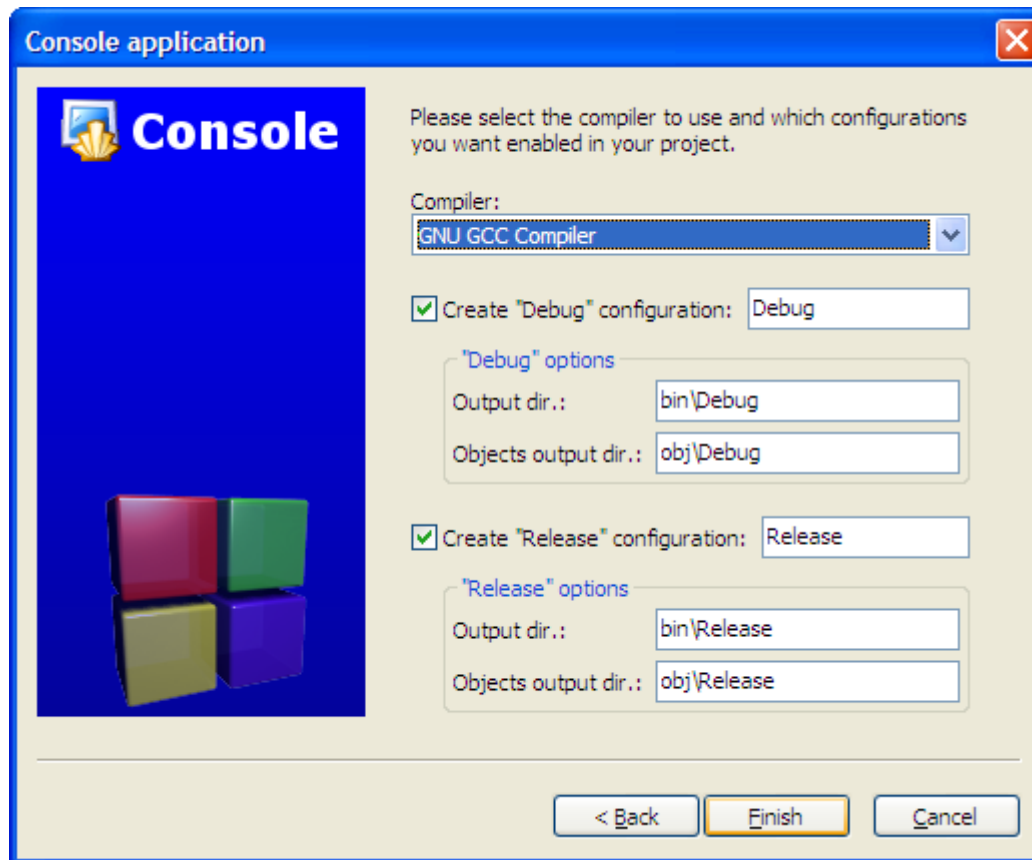 Console application
Console
Please select the compiler to use and which configurations
you want enabled in your project.
Compiler:
GNU GCC Compiler
Create "Debug" configuration: Debug
"Debug" options
Output dir.: bin\Debug
Objects output dir.: obj\Debug
Create "Release" configuration: Release
"Release" options
Output dir.: bin\Release
Objects output dir.: obj\Release
< Back Finish Cancel